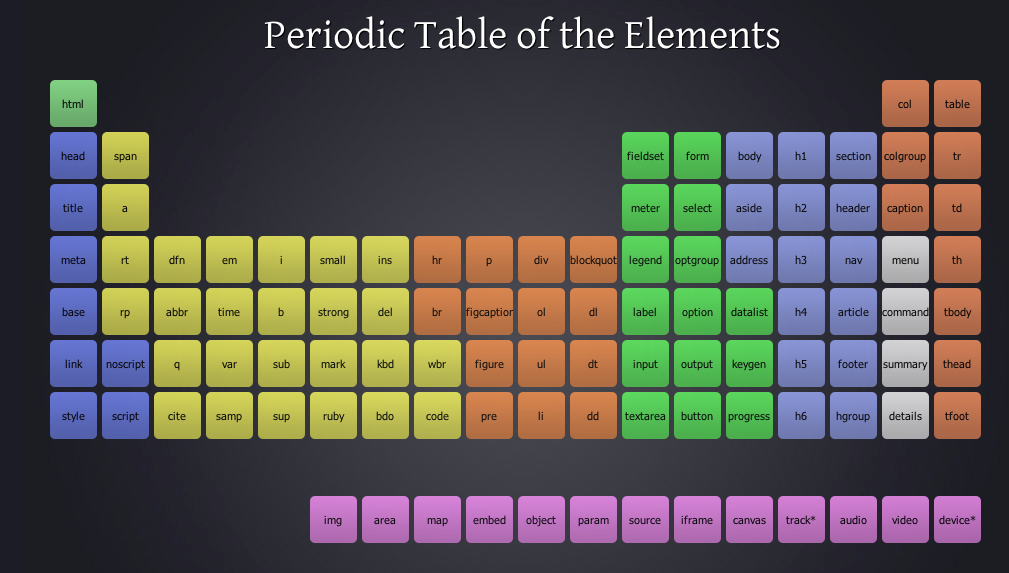 Periodic Table of the Elements
html col table
head span fieldset form body h1 section colgroup tr
title a meter select aside h2 header caption td
meta rt dfn em i small ins hr p div blockquot legend optgroup address h3 nav menu th
base rp abbr time b strong del br figcaption ol dl label option datalist h4 article command tbody
link noscript q var sub mark kbd wbr figure ul dt input output keygen h5 footer summary thead
style script cite samp sup ruby bdo code pre li dd textarea button progress h6 hgroup details tfoot
img area map embed object param source iframe canvas track* audio video device*